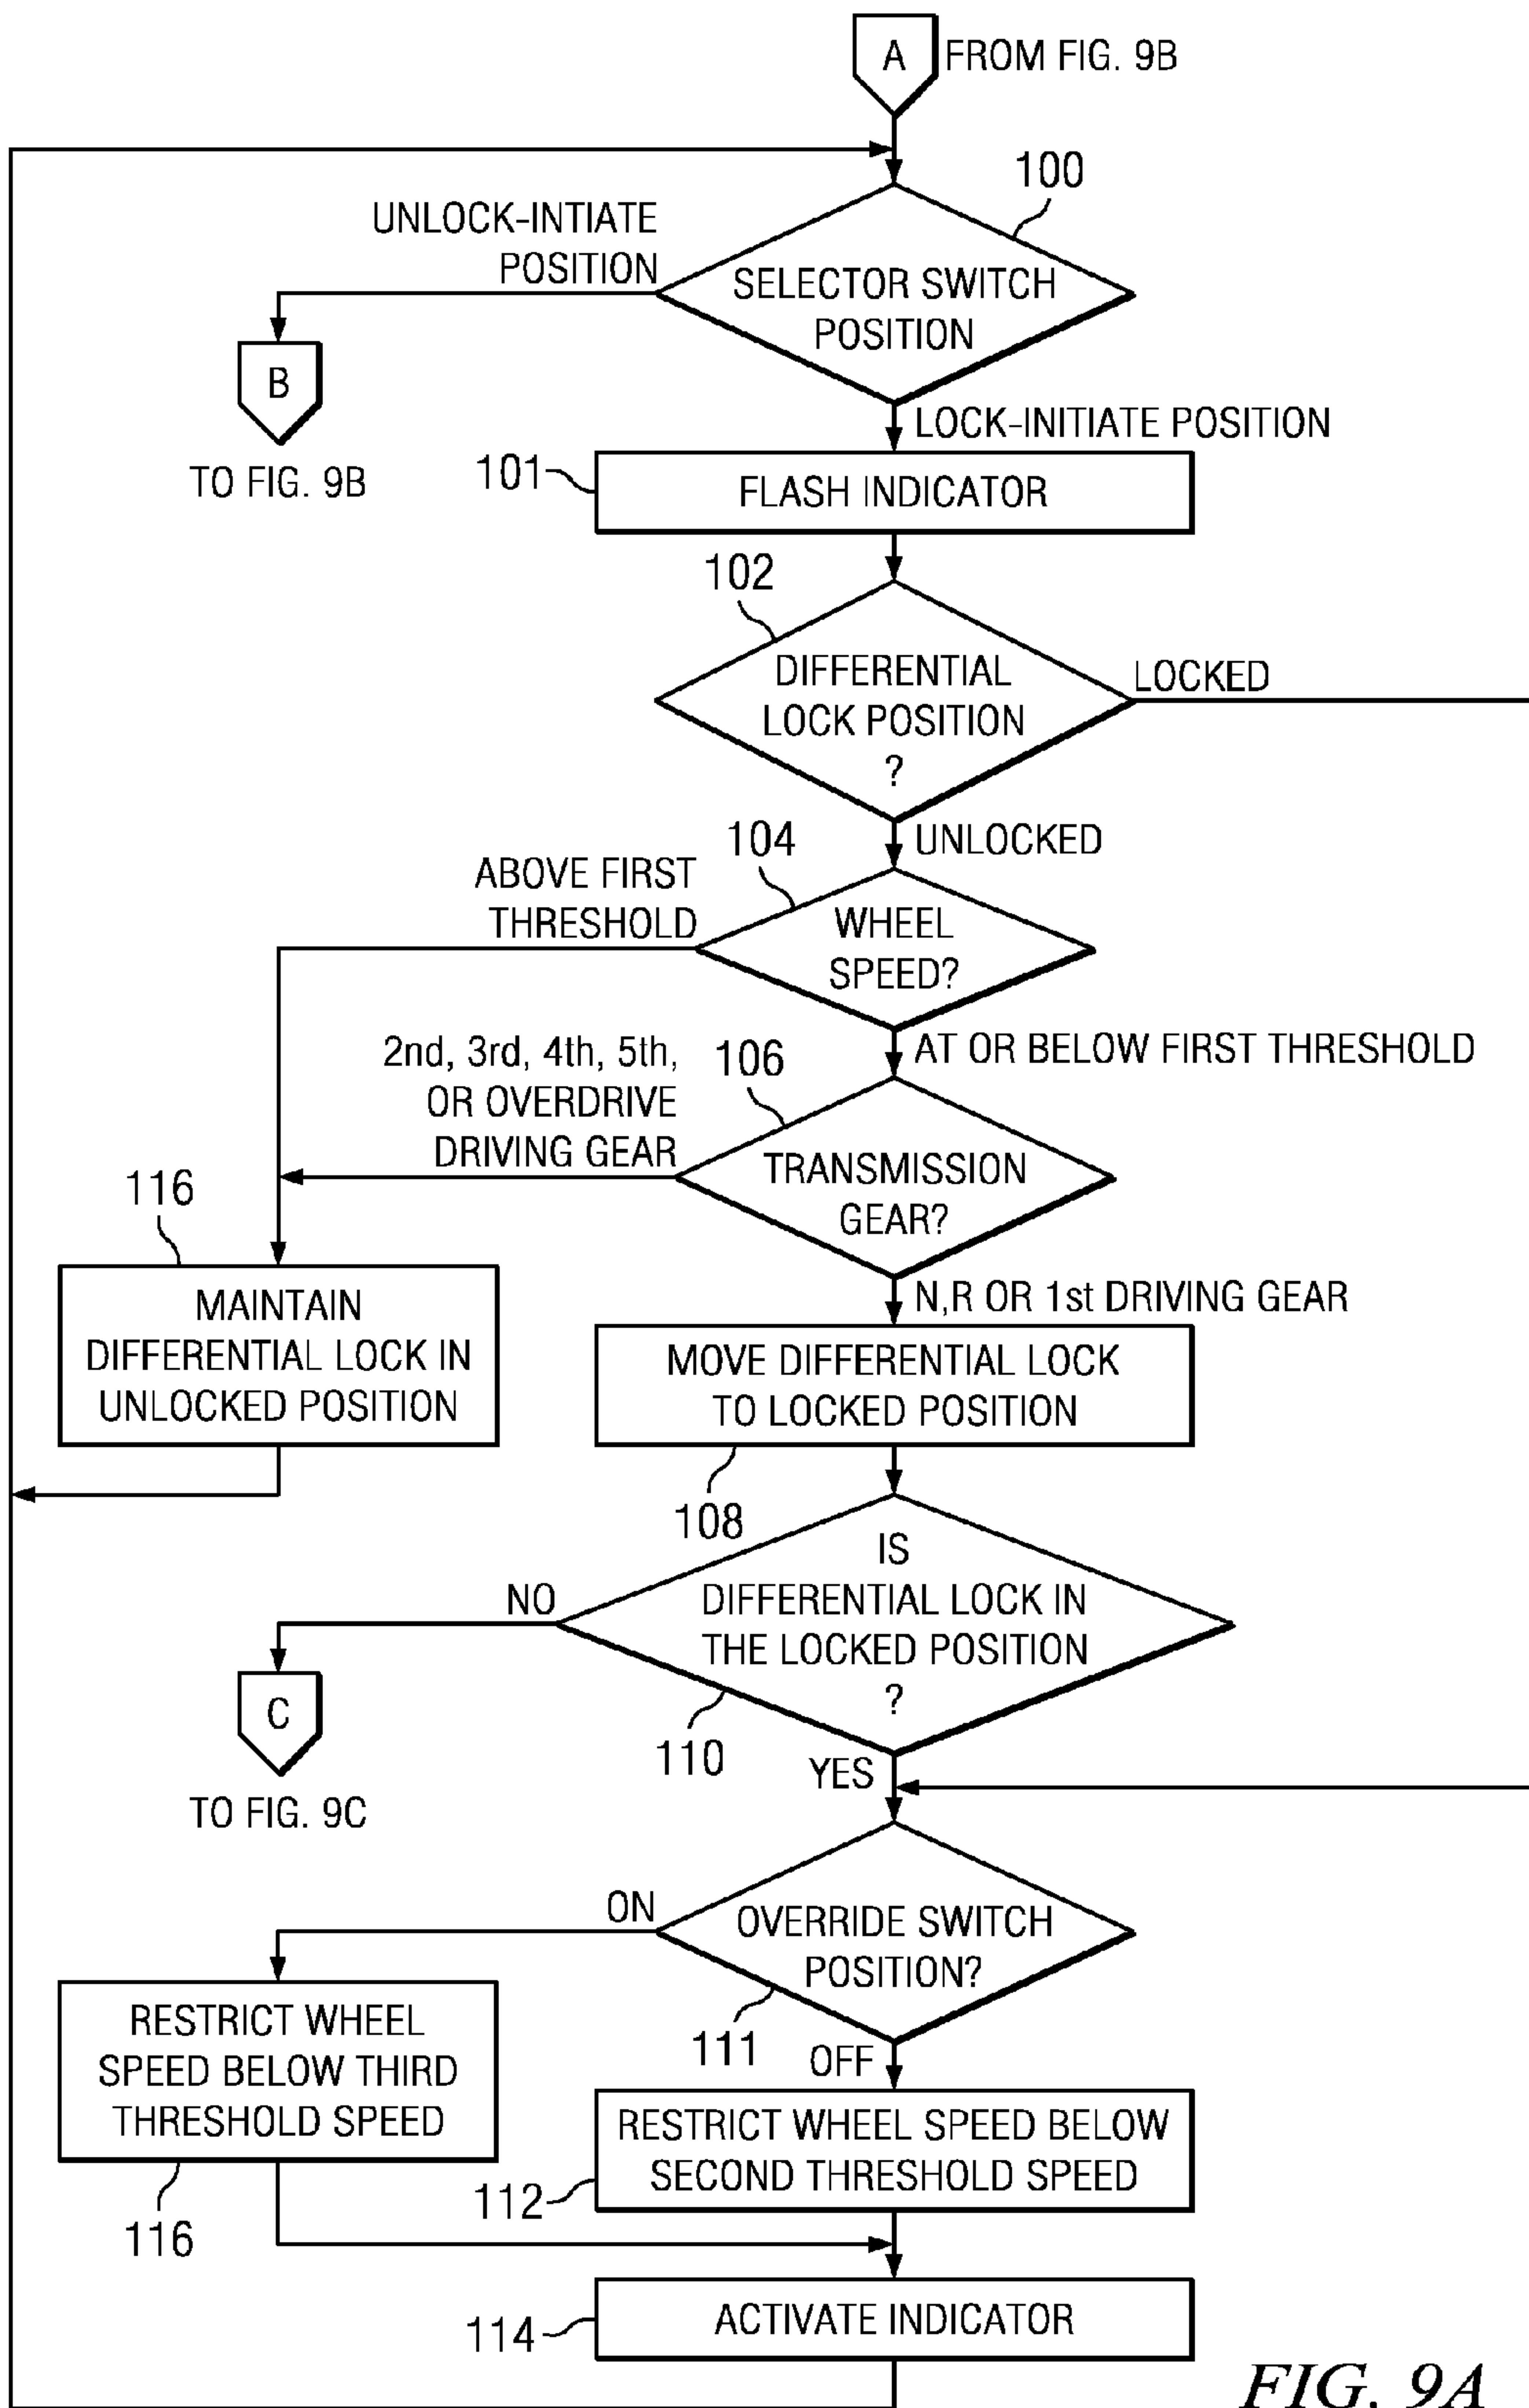 A
FROM FIG. 9B
100
UNLOCK-INTIATE
POSITION
SELECTOR SWITCH
POSITION
B
TO FIG. 9B
LOCK-INITIATE POSITION
101
FLASH INDICATOR
102
DIFFERENTIAL
LOCK POSITION
?
LOCKED
UNLOCKED
104
ABOVE FIRST
THRESHOLD
WHEEL
SPEED?
AT OR BELOW FIRST THRESHOLD
2nd, 3rd, 4th, 5th,
OR OVERDRIVE
DRIVING GEAR
106
TRANSMISSION
GEAR?
116
N,R OR 1st DRIVING GEAR
MAINTAIN
DIFFERENTIAL LOCK IN
UNLOCKED POSITION
MOVE DIFFERENTIAL LOCK
TO LOCKED POSITION
108
IS
DIFFERENTIAL LOCK IN
THE LOCKED POSITION
?
NO
C
TO FIG. 9C
110
YES
ON
OVERRIDE SWITCH
POSITION?
111
OFF
RESTRICT WHEEL
SPEED BELOW THIRD
THRESHOLD SPEED
116
RESTRICT WHEEL SPEED BELOW
SECOND THRESHOLD SPEED
112
ACTIVATE INDICATOR
114
FIG. 9A